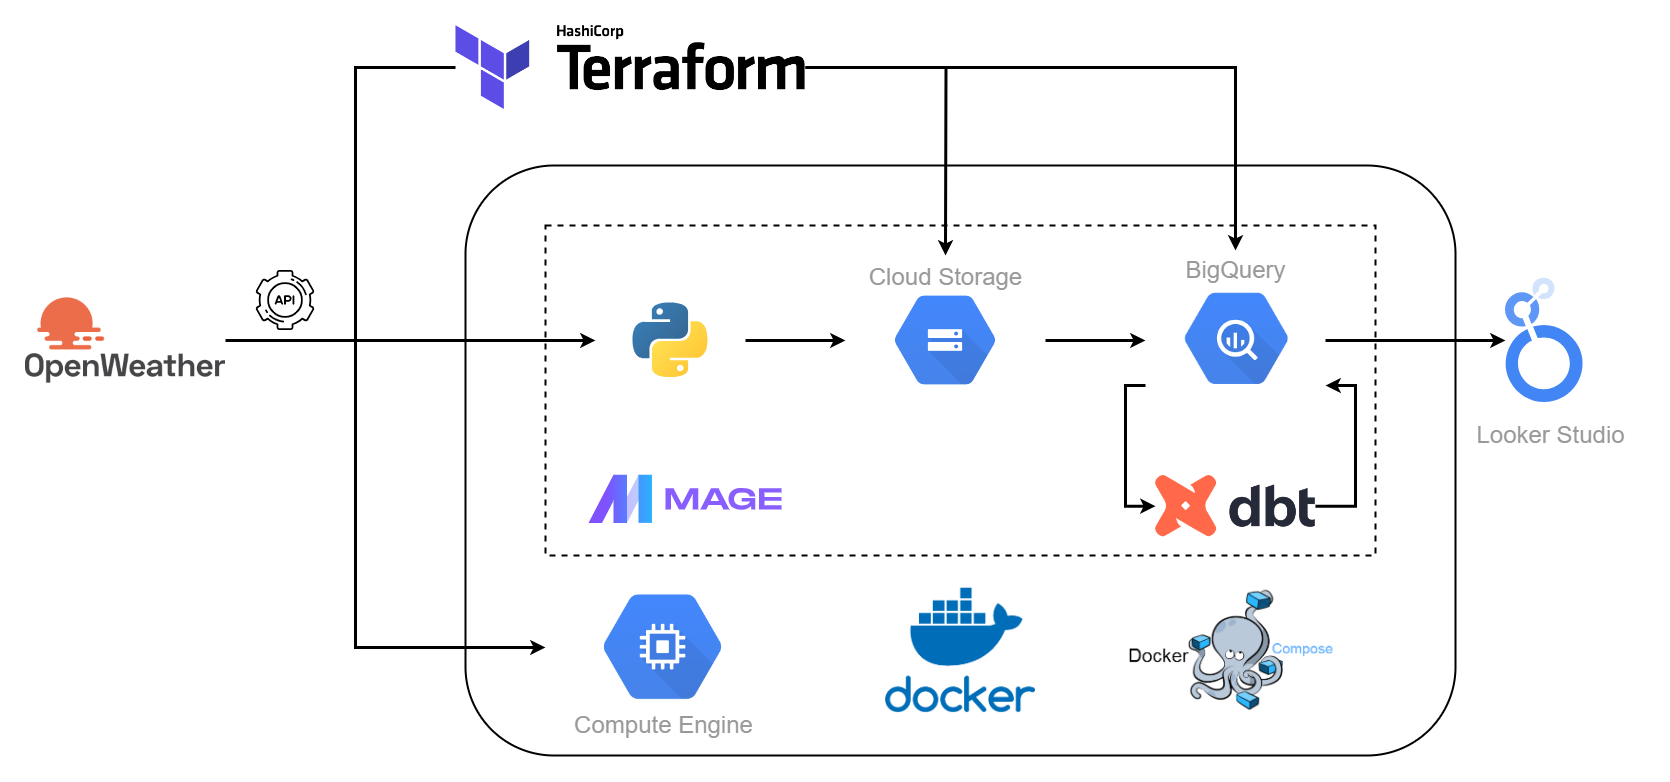 HashiCorp
Terraform
Cloud Storage
BigQuery
API
OpenWeather
Looker Studio
MAGE
dbt
Docker
Compose
docker
Compute Engine